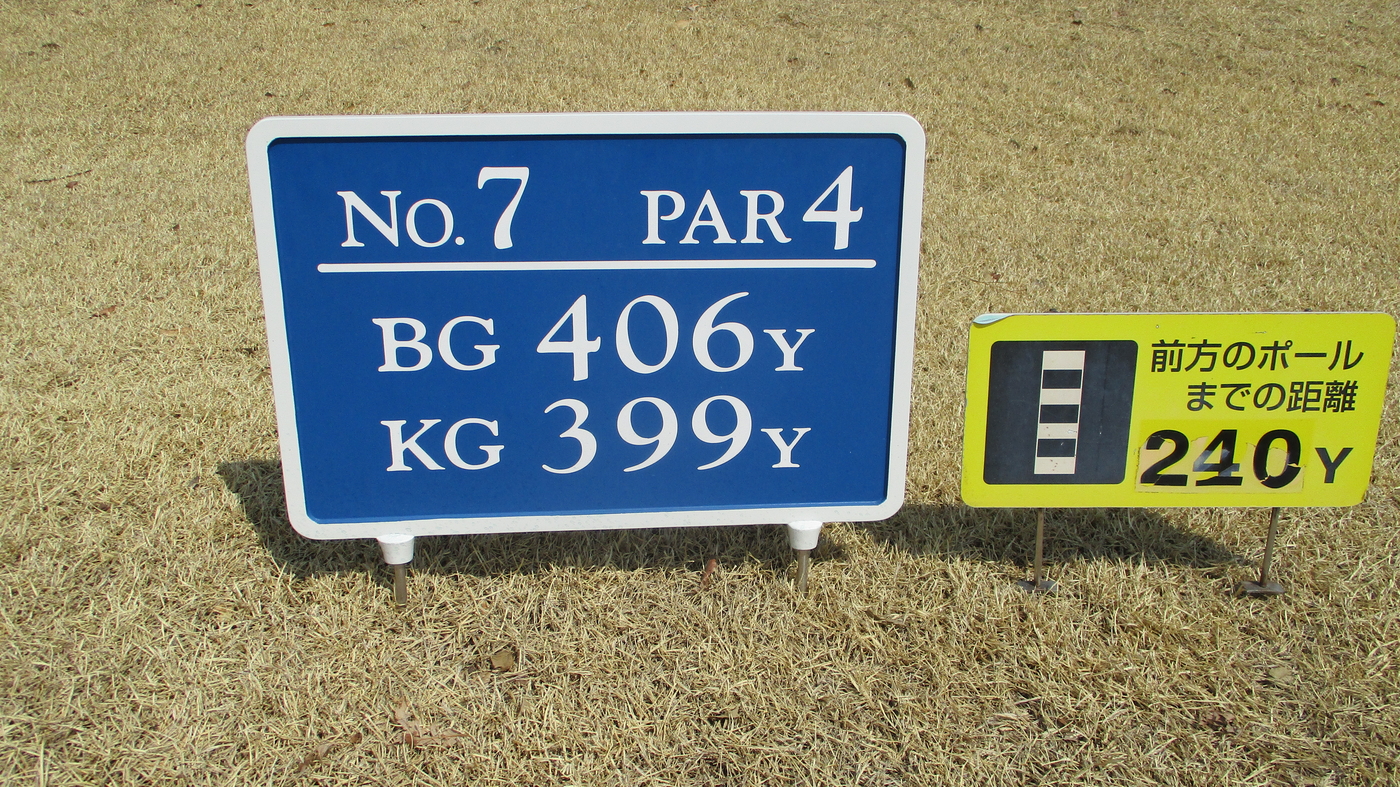 No.7 PAR4
BG 406Y
KG 399Y
前方のポール
までの距離
240Y